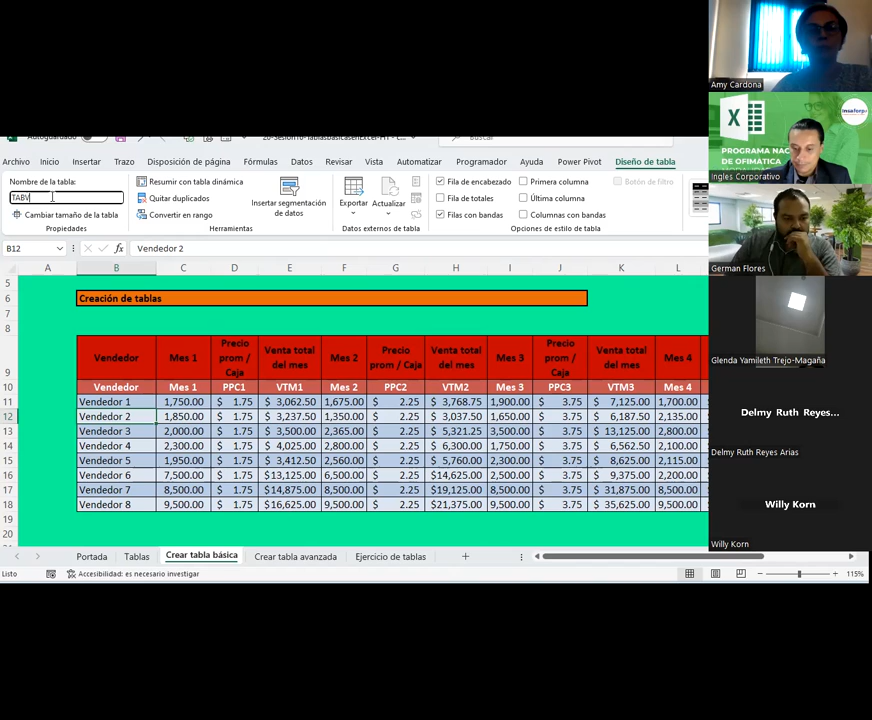 Autoguardado
20-Sesion10-TablasbasicasenExcel-HT - C...
Buscar
Archivo Inicio Insertar Trazo Disposición de página Fórmulas Datos Revisar Vista Automatizar Programador Ayuda Power Pivot Diseño de tabla
Nombre de la tabla:
TABV
Cambiar tamaño de la tabla
Propiedades
Resumir con tabla dinámica
Quitar duplicados
Convertir en rango
Herramientas
Insertar segmentación
de datos
Exportar
Actualizar
Datos externos de tabla
Fila de encabezado
Fila de totales
Filas con bandas
Primera columna
Última columna
Columnas con bandas
Botón de filtro
Opciones de estilo de tabla
B12
fx
Vendedor 2
A B C D E F G H I J K L
5
6 Creación de tablas
7
8
9 Vendedor Mes 1 Precio prom / Caja Venta total del mes Mes 2 Precio prom / Caja Venta total del mes Mes 3 Precio prom / Caja Venta total del mes Mes 4
10 Vendedor Mes 1 PPC1 VTM1 Mes 2 PPC2 VTM2 Mes 3 PPC3 VTM3 Mes 4
11 Vendedor 1 1,750.00 $ 1.75 $ 3,062.50 1,675.00 $ 2.25 $ 3,768.75 1,900.00 $ 3.75 $ 7,125.00 1,700.00
12 Vendedor 2 1,850.00 $ 1.75 $ 3,237.50 1,350.00 $ 2.25 $ 3,037.50 1,650.00 $ 3.75 $ 6,187.50 2,135.00
13 Vendedor 3 2,000.00 $ 1.75 $ 3,500.00 2,365.00 $ 2.25 $ 5,321.25 3,500.00 $ 3.75 $ 13,125.00 2,800.00
14 Vendedor 4 2,300.00 $ 1.75 $ 4,025.00 2,800.00 $ 2.25 $ 6,300.00 1,750.00 $ 3.75 $ 6,562.50 2,100.00
15 Vendedor 5 1,950.00 $ 1.75 $ 3,412.50 2,560.00 $ 2.25 $ 5,760.00 2,300.00 $ 3.75 $ 8,625.00 2,115.00
16 Vendedor 6 7,500.00 $ 1.75 $13,125.00 6,500.00 $ 2.25 $14,625.00 2,500.00 $ 3.75 $ 9,375.00 2,200.00
17 Vendedor 7 8,500.00 $ 1.75 $14,875.00 8,500.00 $ 2.25 $19,125.00 8,500.00 $ 3.75 $ 31,875.00 8,500.00
18 Vendedor 8 9,500.00 $ 1.75 $16,625.00 9,500.00 $ 2.25 $21,375.00 9,500.00 $ 3.75 $ 35,625.00 9,500.00
19
20
Portada Tablas Crear tabla básica Crear tabla avanzada Ejercicio de tablas
Listo
Accesibilidad: es necesario investigar
115%
Amy Cardona
insaforp
PROGRAMA NAC
DE OFIMÁTICA
Ingles Corporativo
German Flores
Glenda Yamileth Trejo-Magaña
Delmy Ruth Reyes...
Delmy Ruth Reyes Arias
Willy Korn
Willy Korn